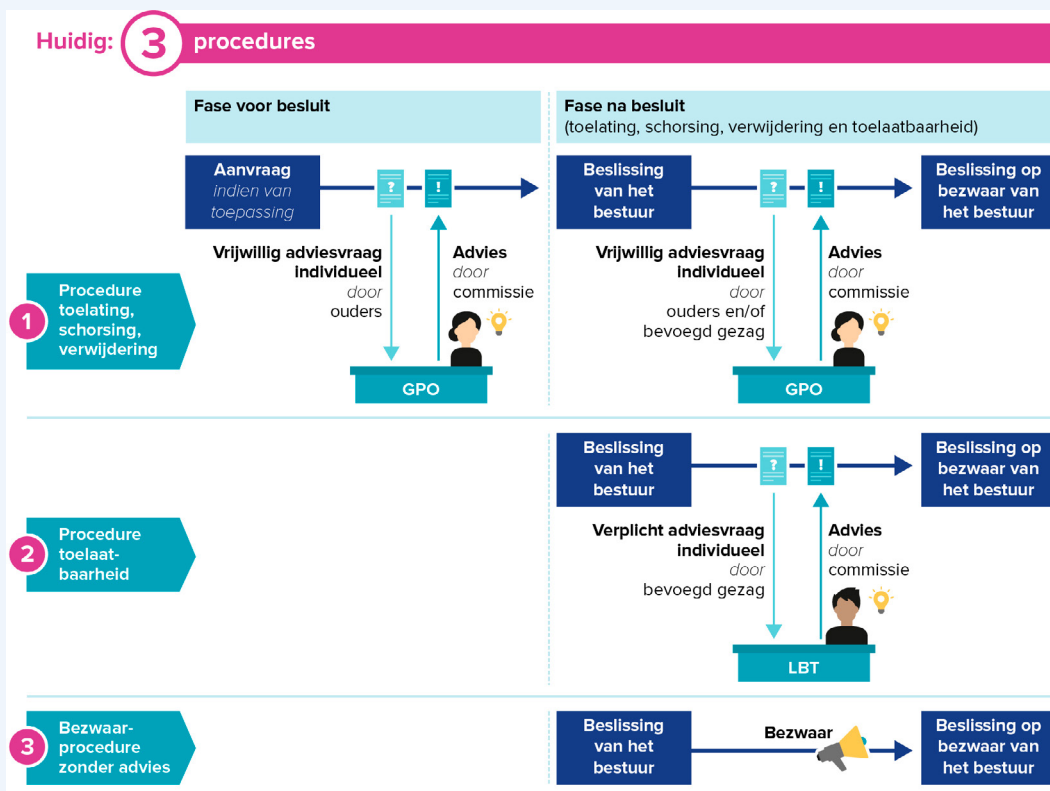 Huidig: 3 procedures
Fase voor besluit
Fase na besluit
(toelating, schorsing, verwijdering en toelaatbaarheid)
1
Procedure
toelating,
schorsing,
verwijdering
Aanvraag
indien van
toepassing
?
!
Vrijwillig adviesvraag
individueel
door
ouders
Advies
door
commissie
GPO
Beslissing
van het
bestuur
?
!
Beslissing op
bezwaar van
het bestuur
Vrijwillig adviesvraag
individueel
door
ouders en/of
bevoegd gezag
Advies
door
commissie
GPO
2
Procedure
toelaat-
baarheid
Beslissing
van het
bestuur
?
!
Beslissing op
bezwaar van
het bestuur
Verplicht adviesvraag
individueel
door
bevoegd gezag
Advies
door
commissie
LBT
3
Bezwaar-
procedure
zonder advies
Beslissing
van het
bestuur
Bezwaar
Beslissing op
bezwaar van
het bestuur